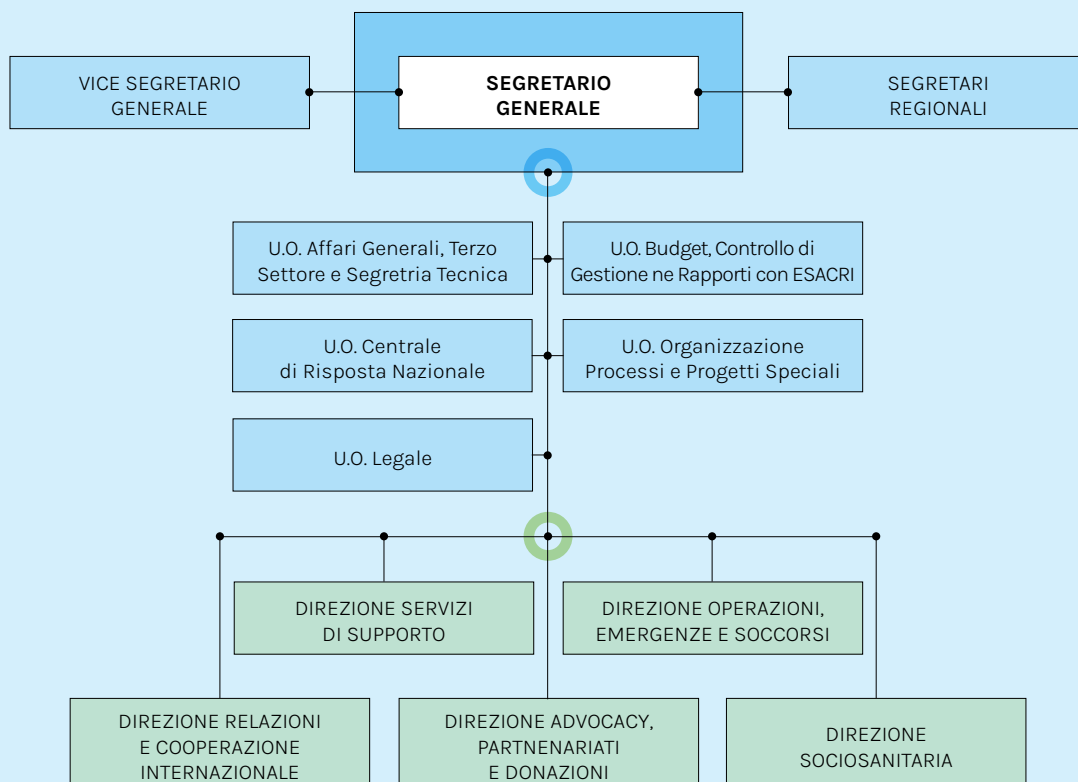 VICE SEGRETARIO
GENERALE
SEGRETARIO
GENERALE
SEGRETARI
REGIONALI
U.O. Affari Generali, Terzo
Settore e Segretria Tecnica
U.O. Budget, Controllo di
Gestione ne Rapporti con ESACRI
U.O. Centrale
di Risposta Nazionale
U.O. Organizzazione
Processi e Progetti Speciali
U.O. Legale
DIREZIONE SERVIZI
DI SUPPORTO
DIREZIONE OPERAZIONI,
EMERGENZE E SOCCORSI
DIREZIONE RELAZIONI
E COOPERAZIONE
INTERNAZIONALE
DIREZIONE ADVOCACY,
PARTNENARIATI
E DONAZIONI
DIREZIONE
SOCIOSANITARIA